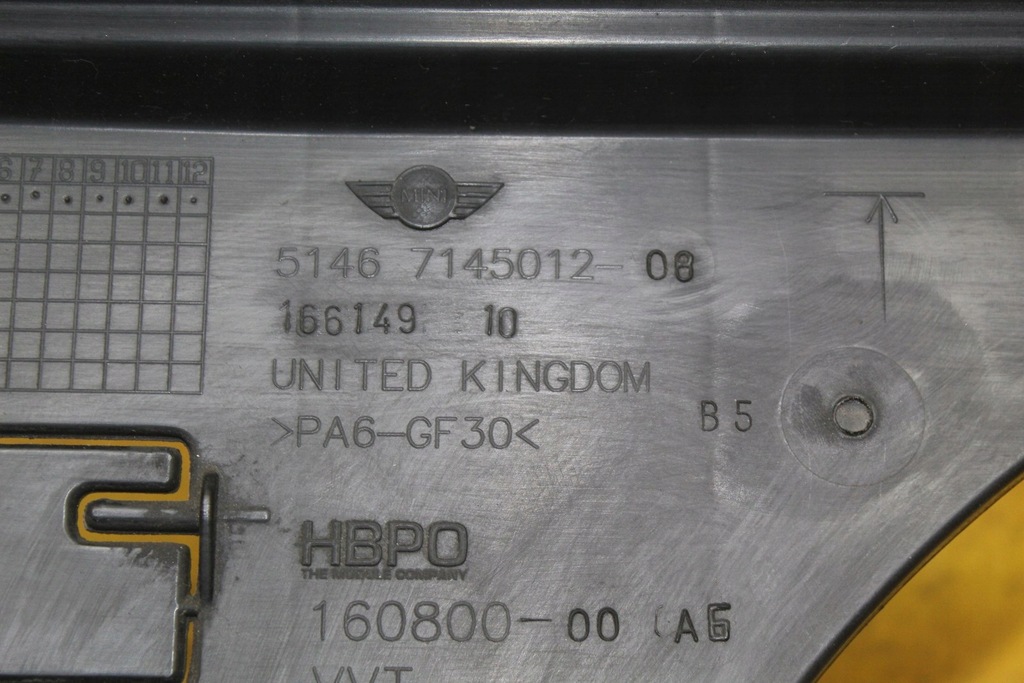 6 7 8 9 10 11 12
MINI
5146 7145012-08
166149 10
UNITED KINGDOM
>PA6-GF30<
B5
HBPO
THE MODULE COMPANY
160800-00 A6
VVT